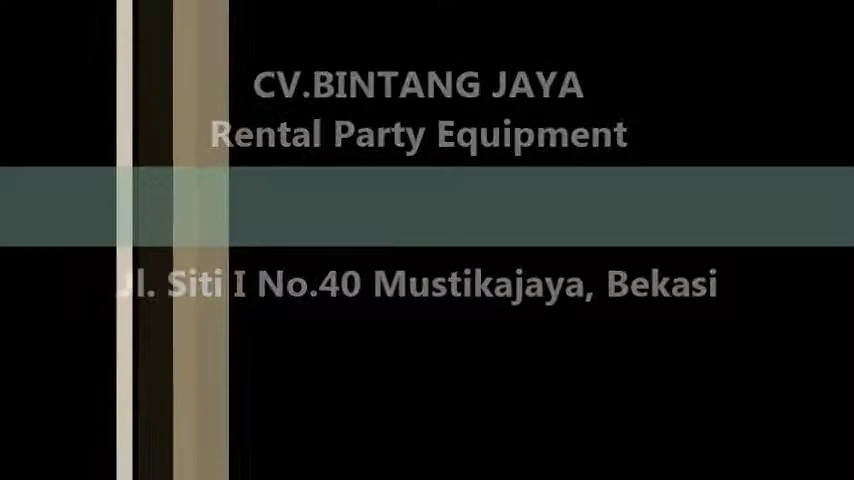 CV.BINTANG JAYA
Rental Party Equipment
Jl. Siti I No.40 Mustikajaya, Bekasi